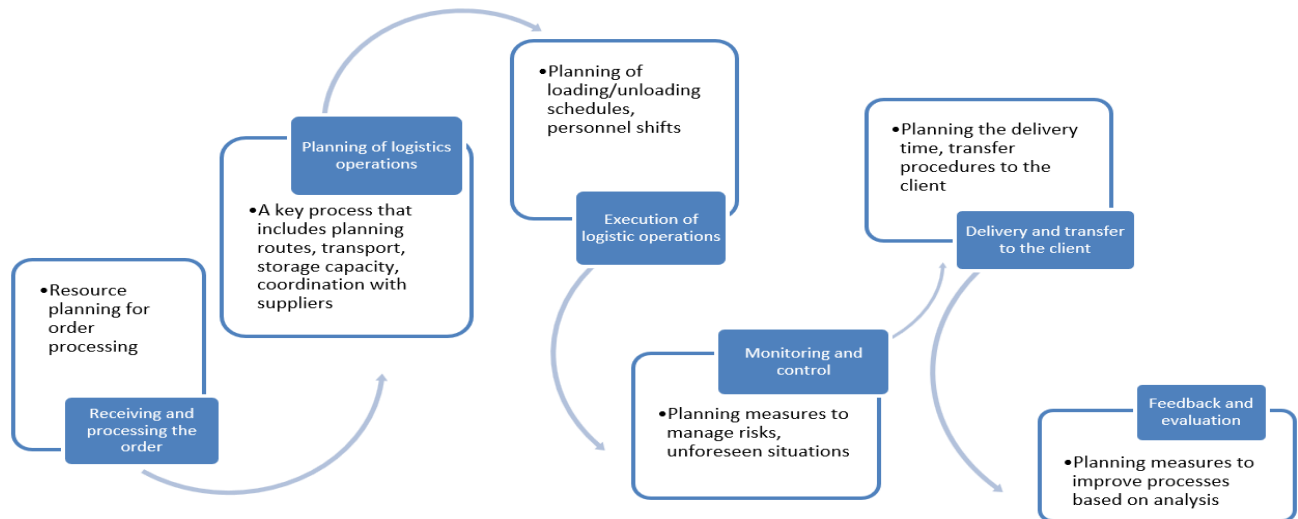 •Resource
planning for
order
processing
Receiving and
processing the
order
Planning of logistics
operations
•A key process that
includes planning
routes, transport,
storage capacity,
coordination with
suppliers
•Planning of
loading/unloading
schedules,
personnel shifts
Execution of
logistic operations
Monitoring and
control
•Planning measures to
manage risks,
unforeseen situations
•Planning the delivery
time, transfer
procedures to the
client
Delivery and transfer
to the client
Feedback and
evaluation
•Planning measures to
improve processes
based on analysis